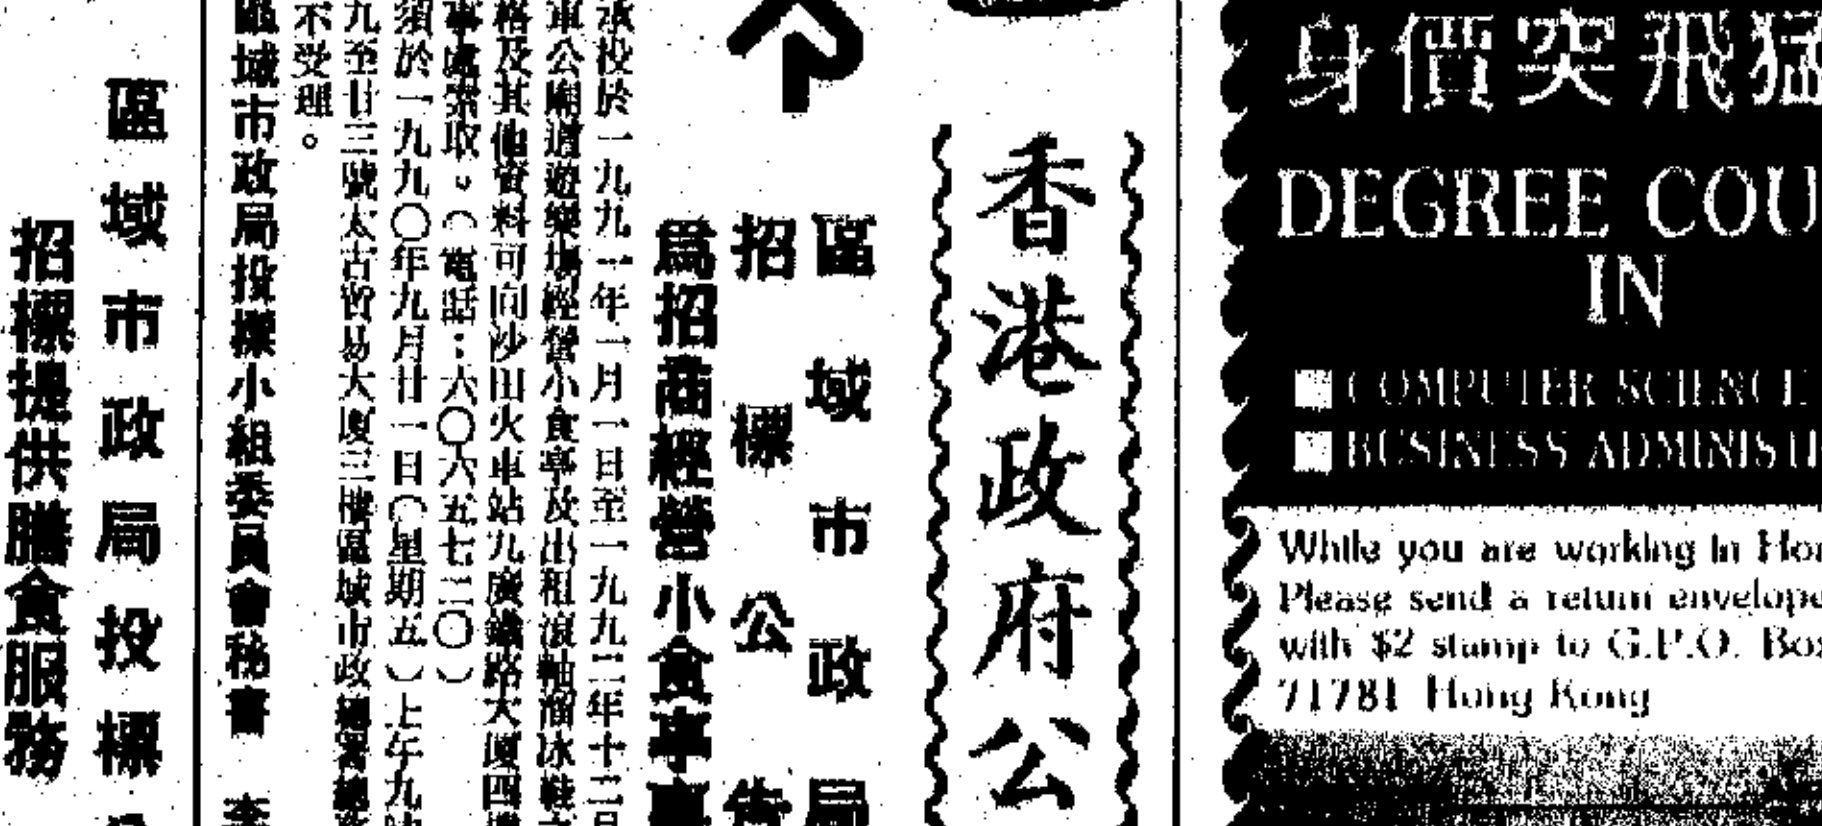 身價突飛猛
DEGREE COU
IN
COMPUTER SCIENCE
BUSINESS ADMINIST
While you are working in Hon
Please send a return envelope
with $2 stamp to G.P.O. Box
71781 Hong Kong
香港政府公
區域市政局
招標公告
爲招商經營小食亭
承投於一九九一年一月一日至一九九二年十二月
車公廟道遊樂場經營小食亭及出租滾軸溜冰鞋
格及其他資料可向沙田火車站九廣鐵路大廈四樓
事處索取。(電話:六〇六五七二〇)
須於一九九〇年九月廿一日(星期五)上午九時
九至廿三號太古貿易大廈三樓區域市政總署總
不受理。
區域市政局投標小組委員會秘書 李
區域市政局投標公
招標提供膳食服務